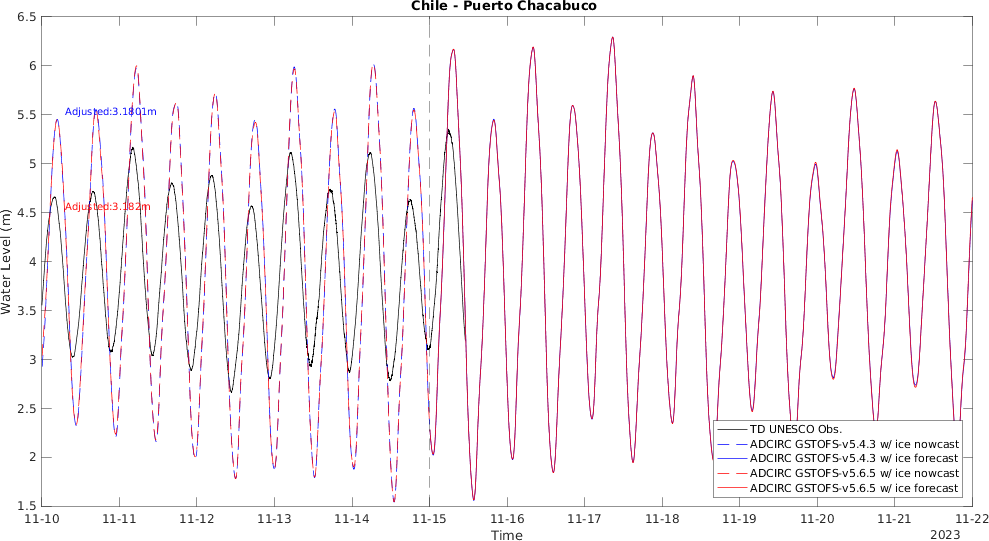 Chile - Puerto Chacabuco
6.5
6
5.5
5
4.5
4
3.5
3
2.5
2
1.5
Water Level (m)
Adjusted:3.1801m
Adjusted:3.182m
TD UNESCO Obs.
ADCIRC GSTOFS-v5.4.3 w/ ice nowcast
ADCIRC GSTOFS-v5.4.3 w/ ice forecast
ADCIRC GSTOFS-v5.6.5 w/ ice nowcast
ADCIRC GSTOFS-v5.6.5 w/ ice forecast
11-10 11-11 11-12 11-13 11-14 11-15 11-16 11-17 11-18 11-19 11-20 11-21 11-22
Time
2023